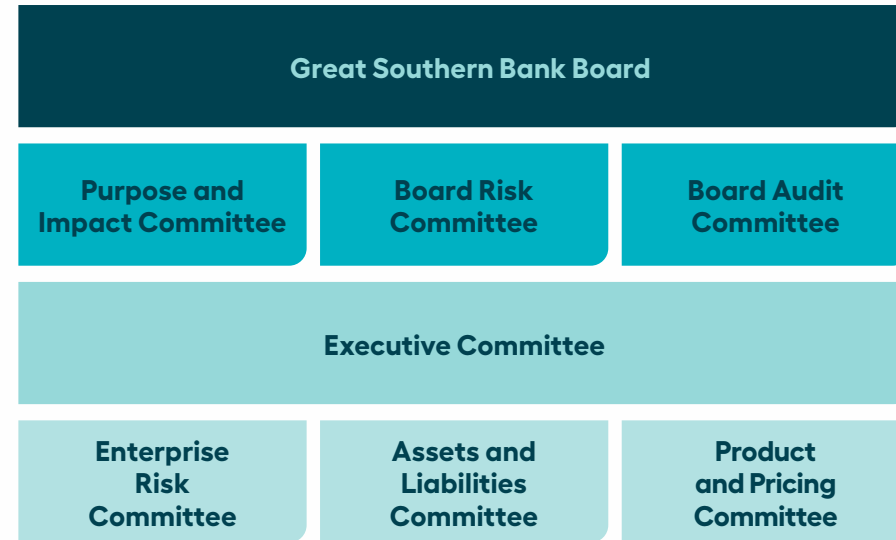 Great Southern Bank Board
Purpose and
Impact Committee
Board Risk
Committee
Board Audit
Committee
Executive Committee
Enterprise
Risk
Committee
Assets and
Liabilities
Committee
Product
and Pricing
Committee